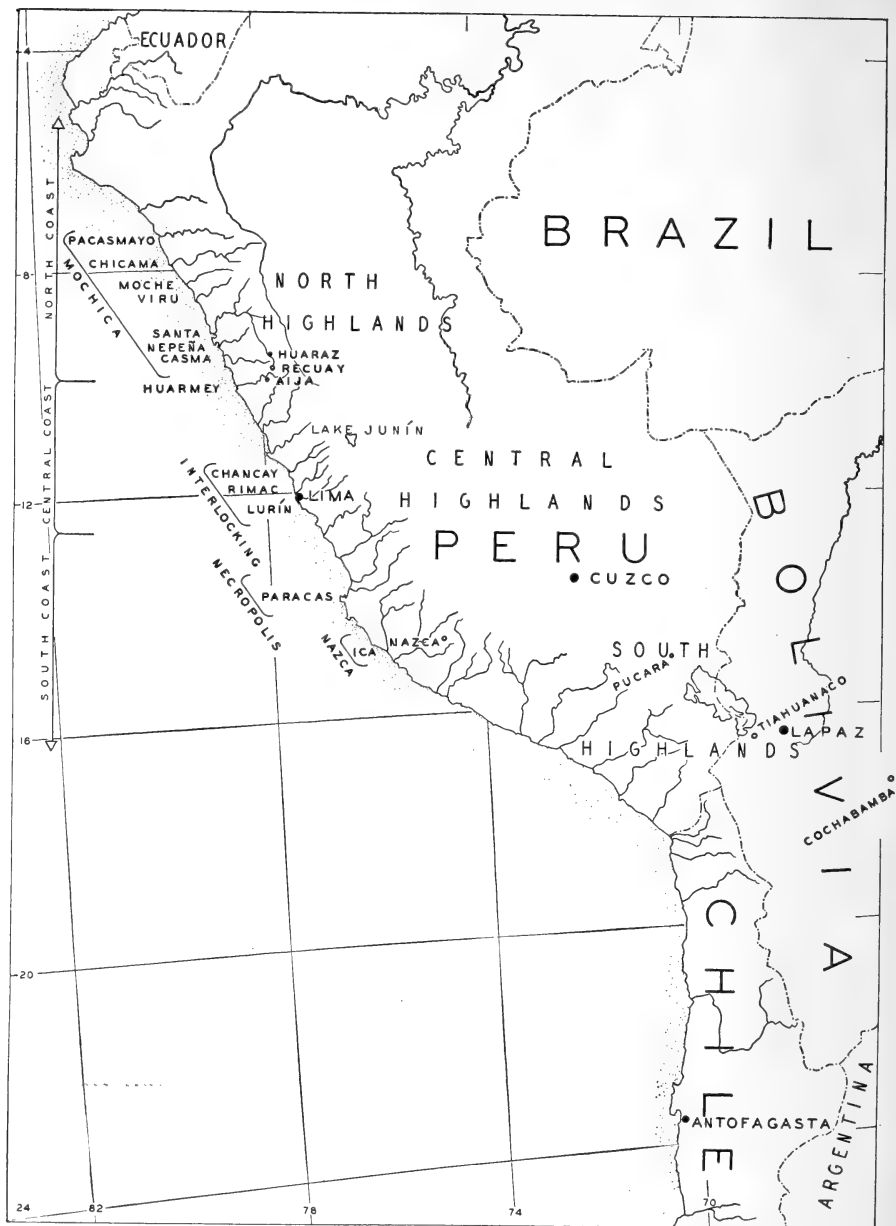 ECUADOR
4
NORTH COAST
PACASMAYO
CHICAMA
8
MOCHE
VIRU
MOCHICA
SANTA
NEPEÑA
CASMA
HUARMEY
NORTH
HIGHLANDS
HUARAZ
RECUAY
AIJA
BRAZIL
LAKE JUNÍN
CENTRAL COAST
CHANCAY
RIMAC
LURÍN
INTERLOCKING
12
LIMA
CENTRAL
HIGHLANDS
PERU
CUZCO
BOLIVIA
NECROPOLIS
PARACAS
SOUTH COAST
NAZCA
ICA
NAZCA
SOUTH
PUCARA
HIGHLANDS
TIAHUANACO
LA PAZ
16
COCHABAMBA
CHILE
20
ANTOFAGASTA
ARGENTINA
24
82
78
74
70